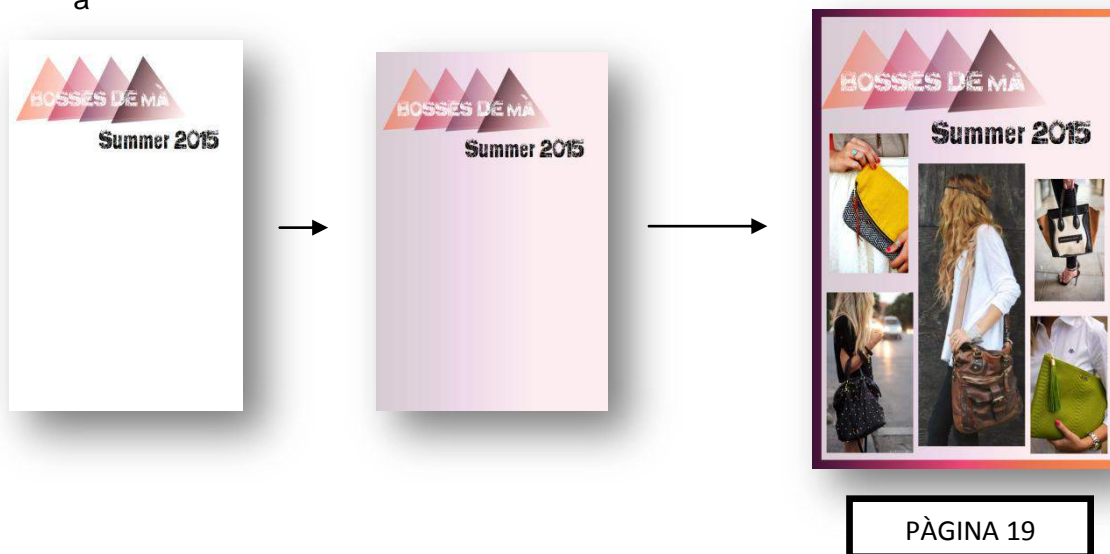 a
BOSSES DE MÀ
Summer 2015
BOSSES DE MÀ
Summer 2015
BOSSES DE MÀ
Summer 2015
PÀGINA 19